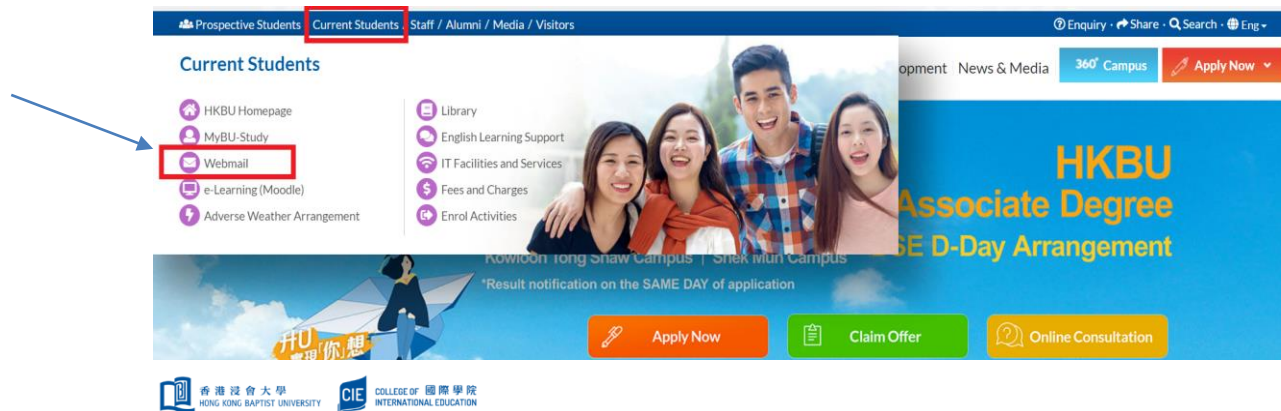 Prospective Students / Current Students / Staff / Alumni / Media / Visitors
Enquiry · Share · Search · Eng
Current Students
HKBU Homepage
MyBU-Study
Webmail
e-Learning (Moodle)
Adverse Weather Arrangement
Library
English Learning Support
IT Facilities and Services
Fees and Charges
Enrol Activities
opment News & Media
360° Campus
Apply Now
HKBU
Associate Degree
SE D-Day Arrangement
Kowloon Tong Shaw Campus | Shek Mun Campus
*Result notification on the SAME DAY of application
Apply Now
Claim Offer
Online Consultation
香港浸會大學
HONG KONG BAPTIST UNIVERSITY
CIE
COLLEGE OF 國際學院
INTERNATIONAL EDUCATION